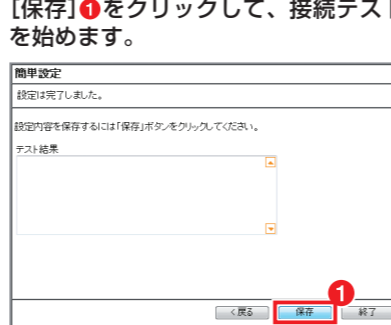 [保存]❶をクリックして、接続テスト
を始めます。
簡単設定
設定は完了しました。
設定内容を保存するには「保存」ボタンをクリックしてください。
テスト結果
❶
<戻る 保存 終了